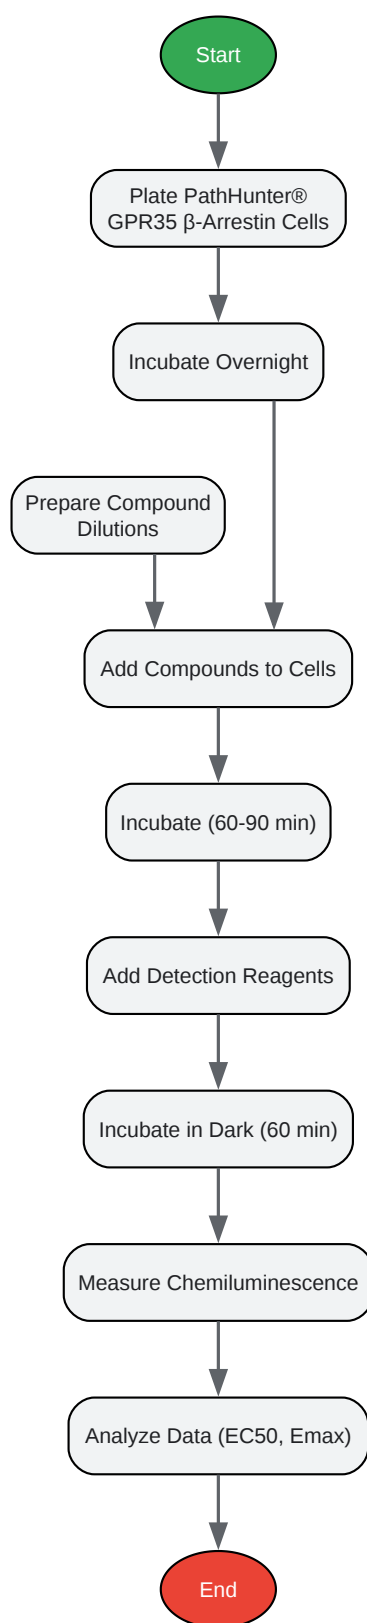 Start
Plate PathHunter®
GPR35 β-Arrestin Cells
Incubate Overnight
Prepare Compound
Dilutions
Add Compounds to Cells
Incubate (60-90 min)
Add Detection Reagents
Incubate in Dark (60 min)
Measure Chemiluminescence
Analyze Data (EC50, Emax)
End